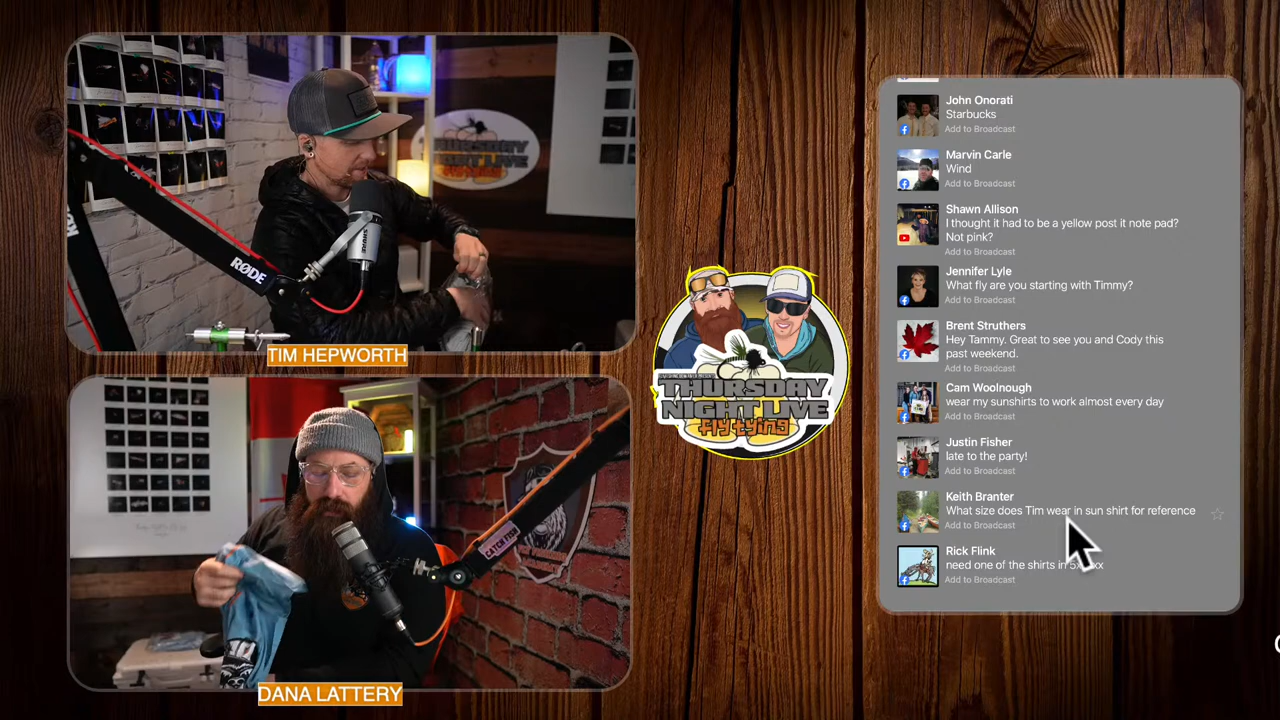 THURSDAY
NIGHT LIVE
RØDE
SHURE
TIM HEPWORTH
CATCH FISH
DANA LATTERY
THURSDAY
NIGHT LIVE
fly tying
John Onorati
Starbucks
Add to Broadcast
Marvin Carle
Wind
Add to Broadcast
Shawn Allison
I thought it had to be a yellow post it note pad?
Not pink?
Add to Broadcast
Jennifer Lyle
What fly are you starting with Timmy?
Add to Broadcast
Brent Struthers
Hey Tammy. Great to see you and Cody this
past weekend.
Add to Broadcast
Cam Woolnough
wear my sunshirts to work almost every day
Add to Broadcast
Justin Fisher
late to the party!
Add to Broadcast
Keith Branter
What size does Tim wear in sun shirt for reference
Add to Broadcast
Rick Flink
need one of the shirts in
Add to Broadcast